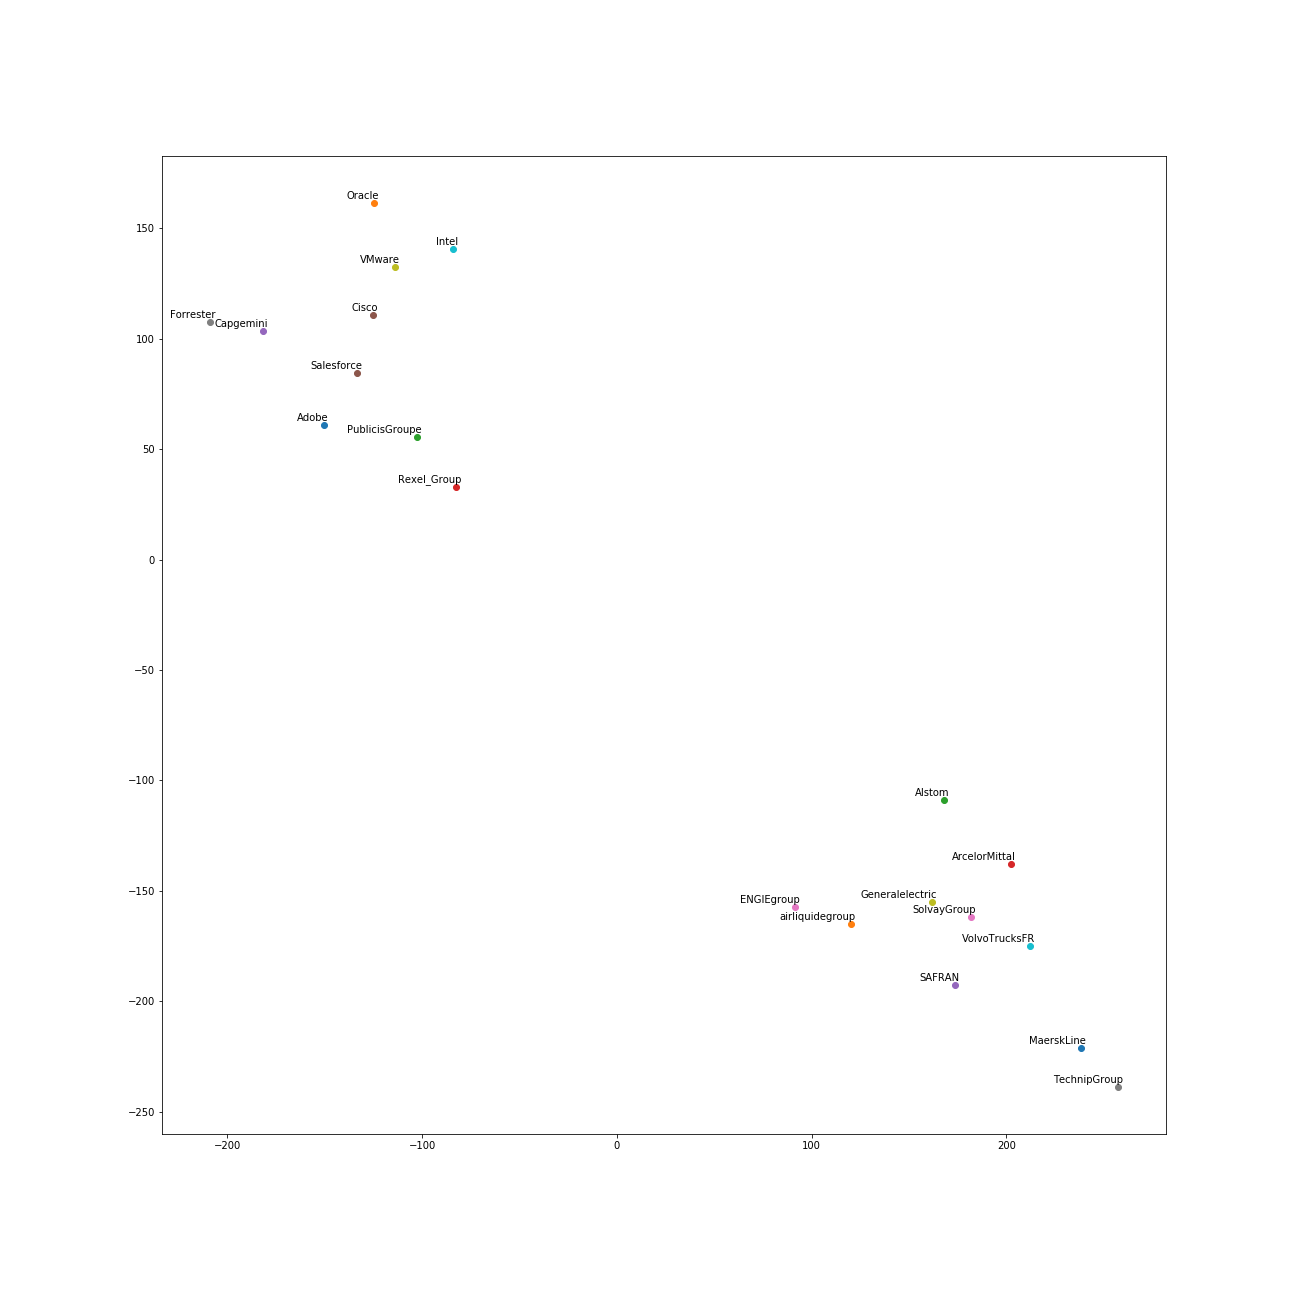 Oracle
Intel
VMware
Cisco
Forrester
Capgemini
Salesforce
Adobe
PublicisGroupe
Rexel_Group
Alstom
ArcelorMittal
Generalelectric
ENGIEgroup
SolvayGroup
airliquidegroup
VolvoTrucksFR
SAFRAN
MaerskLine
TechnipGroup
150
100
50
0
−50
−100
−150
−200
−250
−200 −100 0 100 200